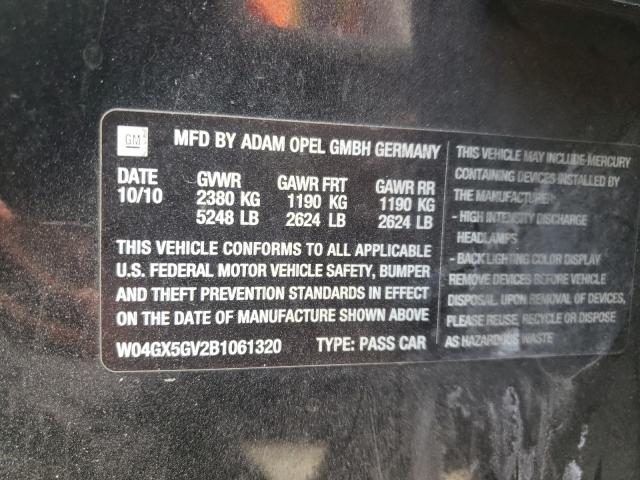 GM
MFD BY ADAM OPEL GMBH GERMANY
DATE GVWR GAWR FRT GAWR RR
10/10 2380 KG 1190 KG 1190 KG
5248 LB 2624 LB 2624 LB
THIS VEHICLE CONFORMS TO ALL APPLICABLE
U.S. FEDERAL MOTOR VEHICLE SAFETY, BUMPER
AND THEFT PREVENTION STANDARDS IN EFFECT
ON THE DATE OF MANUFACTURE SHOWN ABOVE
W04GX5GV2B1061320 TYPE: PASS CAR
THIS VEHICLE MAY INCLUDE MERCURY
CONTAINING DEVICES INSTALLED BY
THE MANUFACTURER:
- HIGH INTENSITY DISCHARGE
HEADLAMPS
- BACK LIGHTING COLOR DISPLAY
REMOVE DEVICES BEFORE VEHICLE
DISPOSAL. UPON REMOVAL OF DEVICES,
PLEASE REUSE, RECYCLE OR DISPOSE
AS HAZARDOUS WASTE